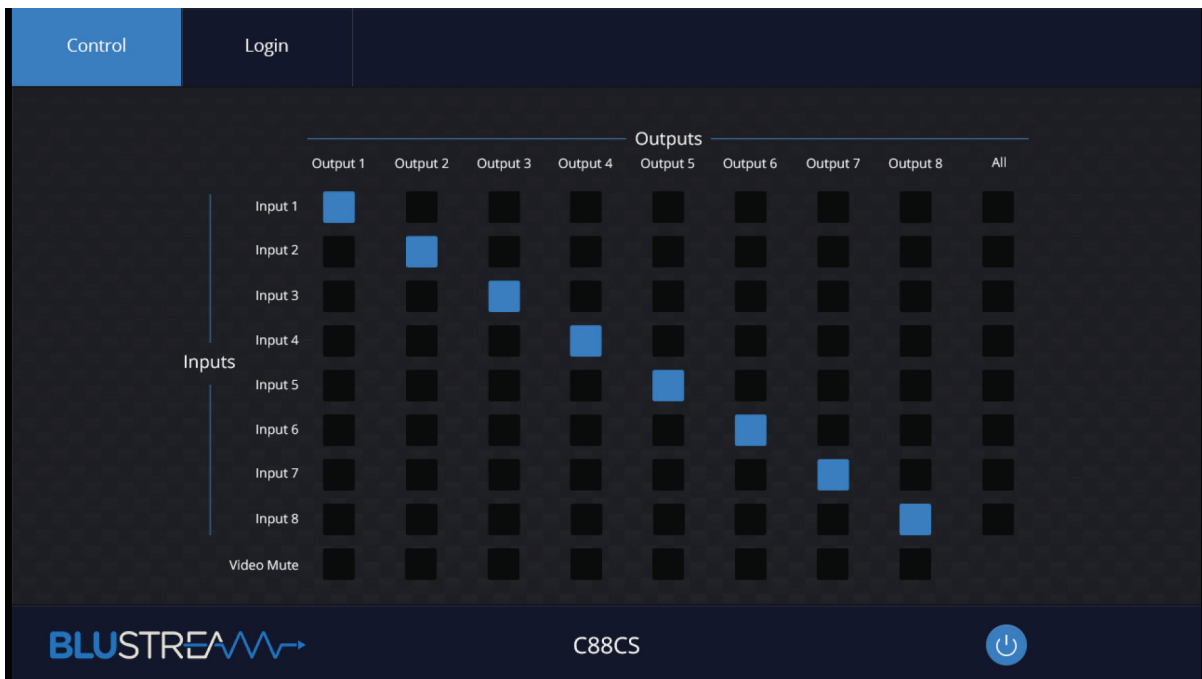 Control Login
Outputs
Output 1 Output 2 Output 3 Output 4 Output 5 Output 6 Output 7 Output 8 All
Input 1
Input 2
Input 3
Input 4
Inputs
Input 5
Input 6
Input 7
Input 8
Video Mute
BLUSTREAM C88CS